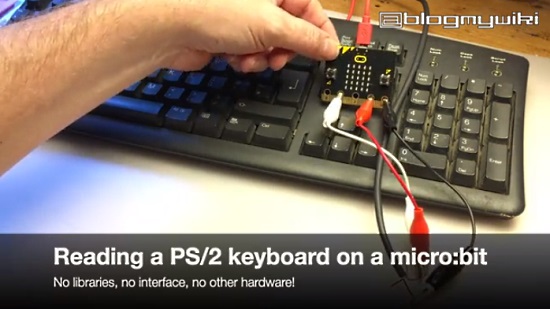 blogmywiki
Reading a PS/2 keyboard on a micro:bit
No libraries, no interface, no other hardware!